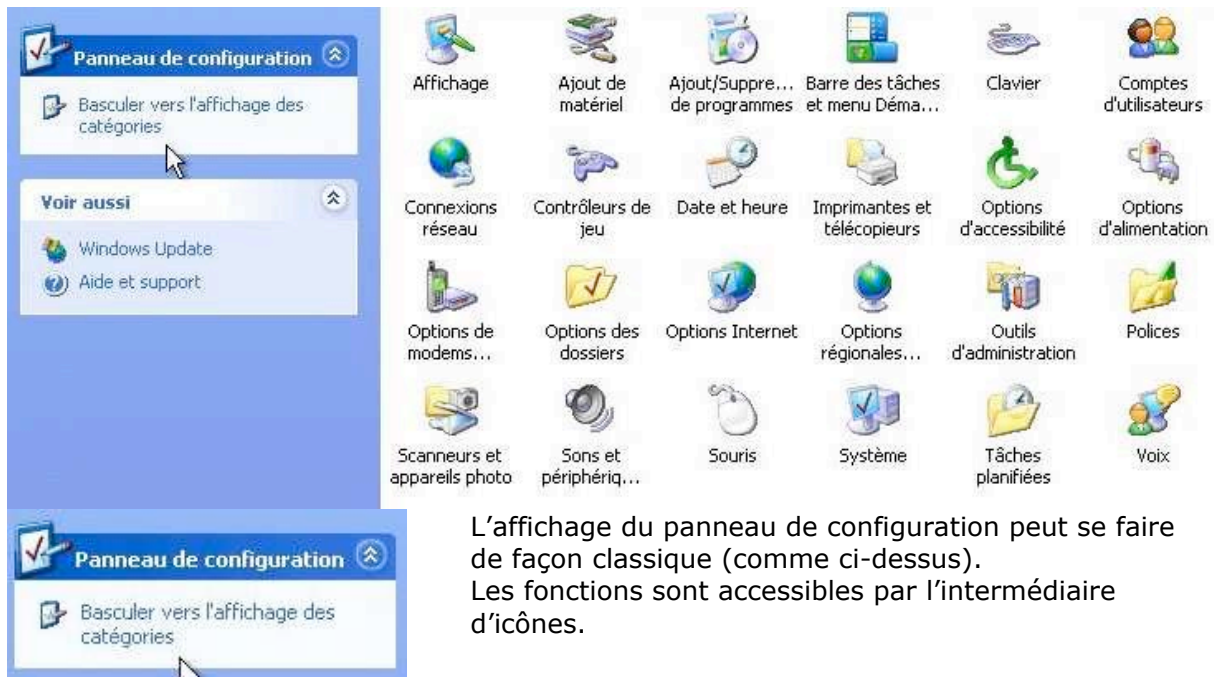 Panneau de configuration
Basculer vers l'affichage des
catégories
Voir aussi
Windows Update
Aide et support
Affichage
Ajout de
matériel
Ajout/Suppre...
de programmes
Barre des tâches
et menu Déma...
Clavier
Comptes
d'utilisateurs
Connexions
réseau
Contrôleurs de
jeu
Date et heure
Imprimantes et
télécopieurs
Options
d'accessibilité
Options
d'alimentation
Options de
modems...
Options des
dossiers
Options Internet
Options
régionales...
Outils
d'administration
Polices
Scanneurs et
appareils photo
Sons et
périphériq...
Souris
Système
Tâches
planifiées
Voix
Panneau de configuration
Basculer vers l'affichage des
catégories
L’affichage du panneau de configuration peut se faire
de façon classique (comme ci-dessus).
Les fonctions sont accessibles par l’intermédiaire
d’icônes.